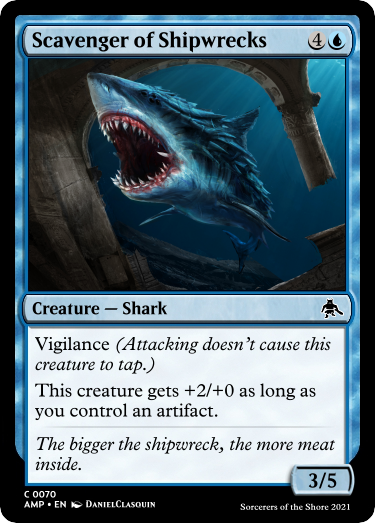 Scavenger of Shipwrecks 4
Creature — Shark
Vigilance (Attacking doesn't cause this
creature to tap.)
This creature gets +2/+0 as long as
you control an artifact.
The bigger the shipwreck, the more meat
inside.
3/5
C 0070
AMP • EN DanielClasquin
Sorcerers of the Shore 2021